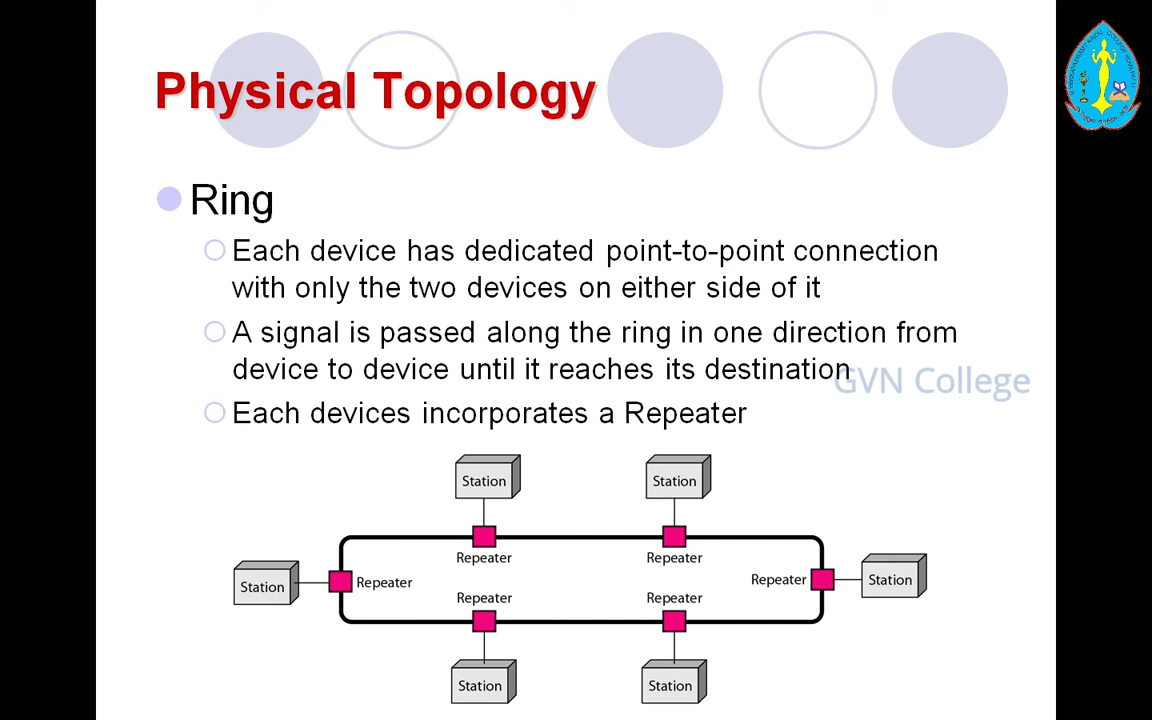 Physical Topology
Ring
Each device has dedicated point-to-point connection
with only the two devices on either side of it
A signal is passed along the ring in one direction from
device to device until it reaches its destination
GVN College
Each devices incorporates a Repeater
Station
Station
Repeater
Repeater
Station
Repeater
Repeater
Station
Repeater
Repeater
Station
Station